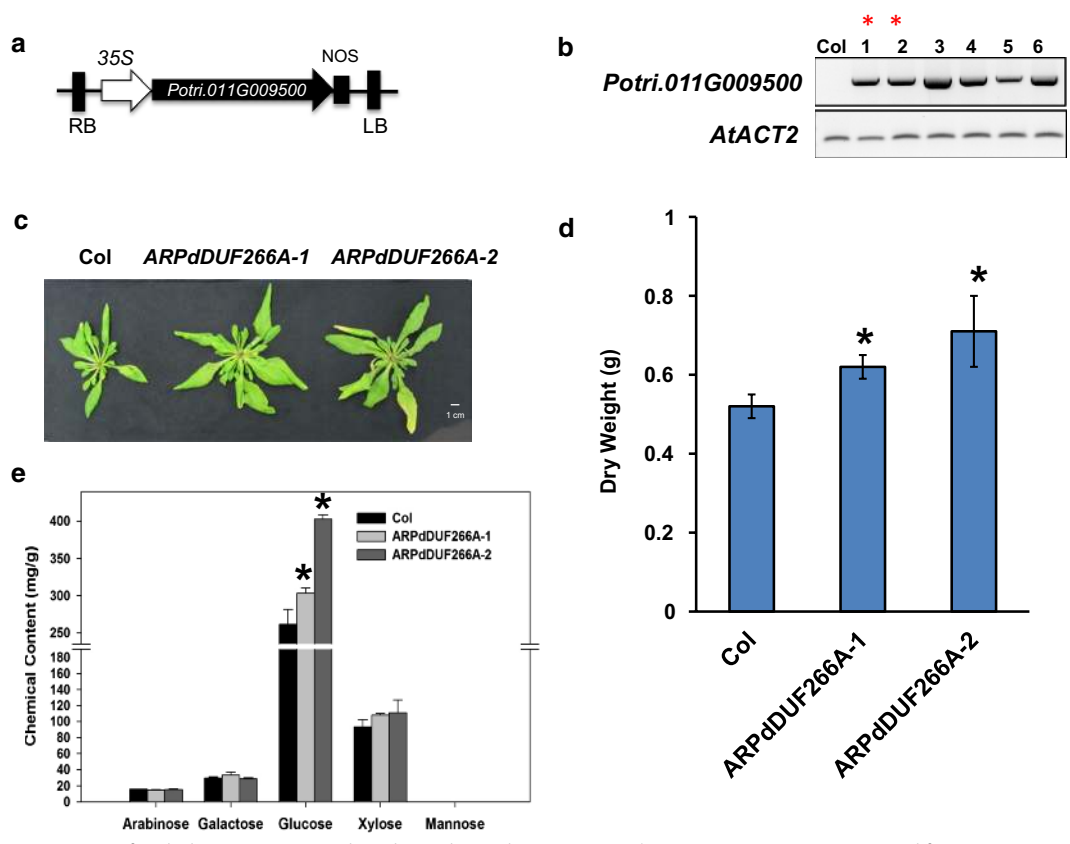 a
35S
NOS
Potri.011G009500
RB
LB
b
* *
Col 1 2 3 4 5 6
Potri.011G009500
AtACT2
c
Col ARPdDUF266A-1 ARPdDUF266A-2
1 cm
d
1
0.8
0.6
0.4
0.2
0
Dry Weight (g)
*
*
Col
ARPdDUF266A-1
ARPdDUF266A-2
e
400
350
300
250
180
160
140
120
100
80
60
40
20
0
Chemical Content (mg/g)
*
*
Col
ARPdDUF266A-1
ARPdDUF266A-2
Arabinose Galactose Glucose Xylose Mannose